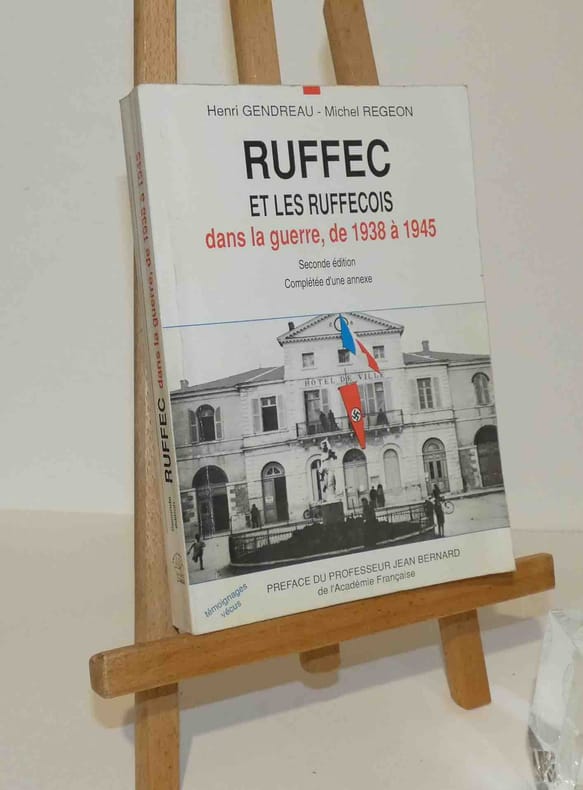 Henri GENDREAU - Michel REGEON
RUFFEC
ET LES RUFFECOIS
dans la guerre, de 1938 à 1945
Seconde édition
Complétée d'une annexe
HÔTEL DE VILLE
témoignages
vécus
PREFACE DU PROFESSEUR JEAN BERNARD
de l'Académie Française
RUFFEC dans la guerre, de 1938 à 1945